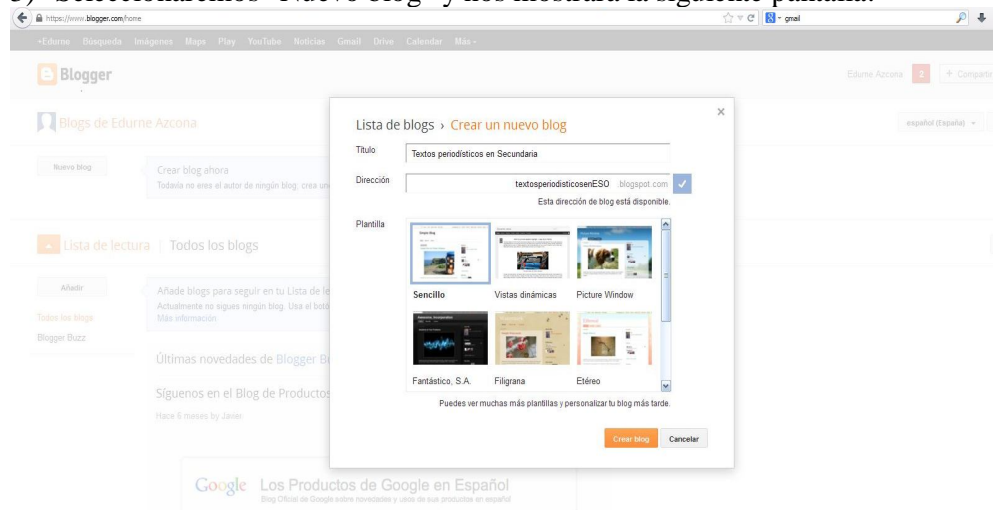 3) Seleccionaremos "Nuevo blog" y nos mostrará la siguiente pantalla:
https://www.blogger.com/home
gmail
+Edurne Búsqueda Imágenes Maps Play YouTube Noticias Gmail Drive Calendar Más
Blogger
Edurne Azcona 2 + Compartir
Blogs de Edurne Azcona
español (España)
Lista de blogs › Crear un nuevo blog
Título Textos periodísticos en Secundaria
Nuevo blog
Crear blog ahora
Todavía no eres el autor de ningún blog: crea uno
Dirección textosperiodisticosenESO .blogspot.com
Esta dirección de blog está disponible.
Plantilla
Lista de lectura Todos los blogs
Sencillo Vistas dinámicas Picture Window
Añadir
Añade blogs para seguir en tu Lista de le
Actualmente no sigues ningún blog. Usa el botó
Más información
Todos los blogs
Blogger Buzz
Últimas novedades de Blogger B
Fantástico, S.A. Filigrana Etéreo
Síguenos en el Blog de Productos
Puedes ver muchas más plantillas y personalizar tu blog más tarde.
Hace 6 meses by Javier
Crear blog Cancelar
Google Los Productos de Google en Español
Blog Oficial de Google sobre novedades y usos de sus productos en español